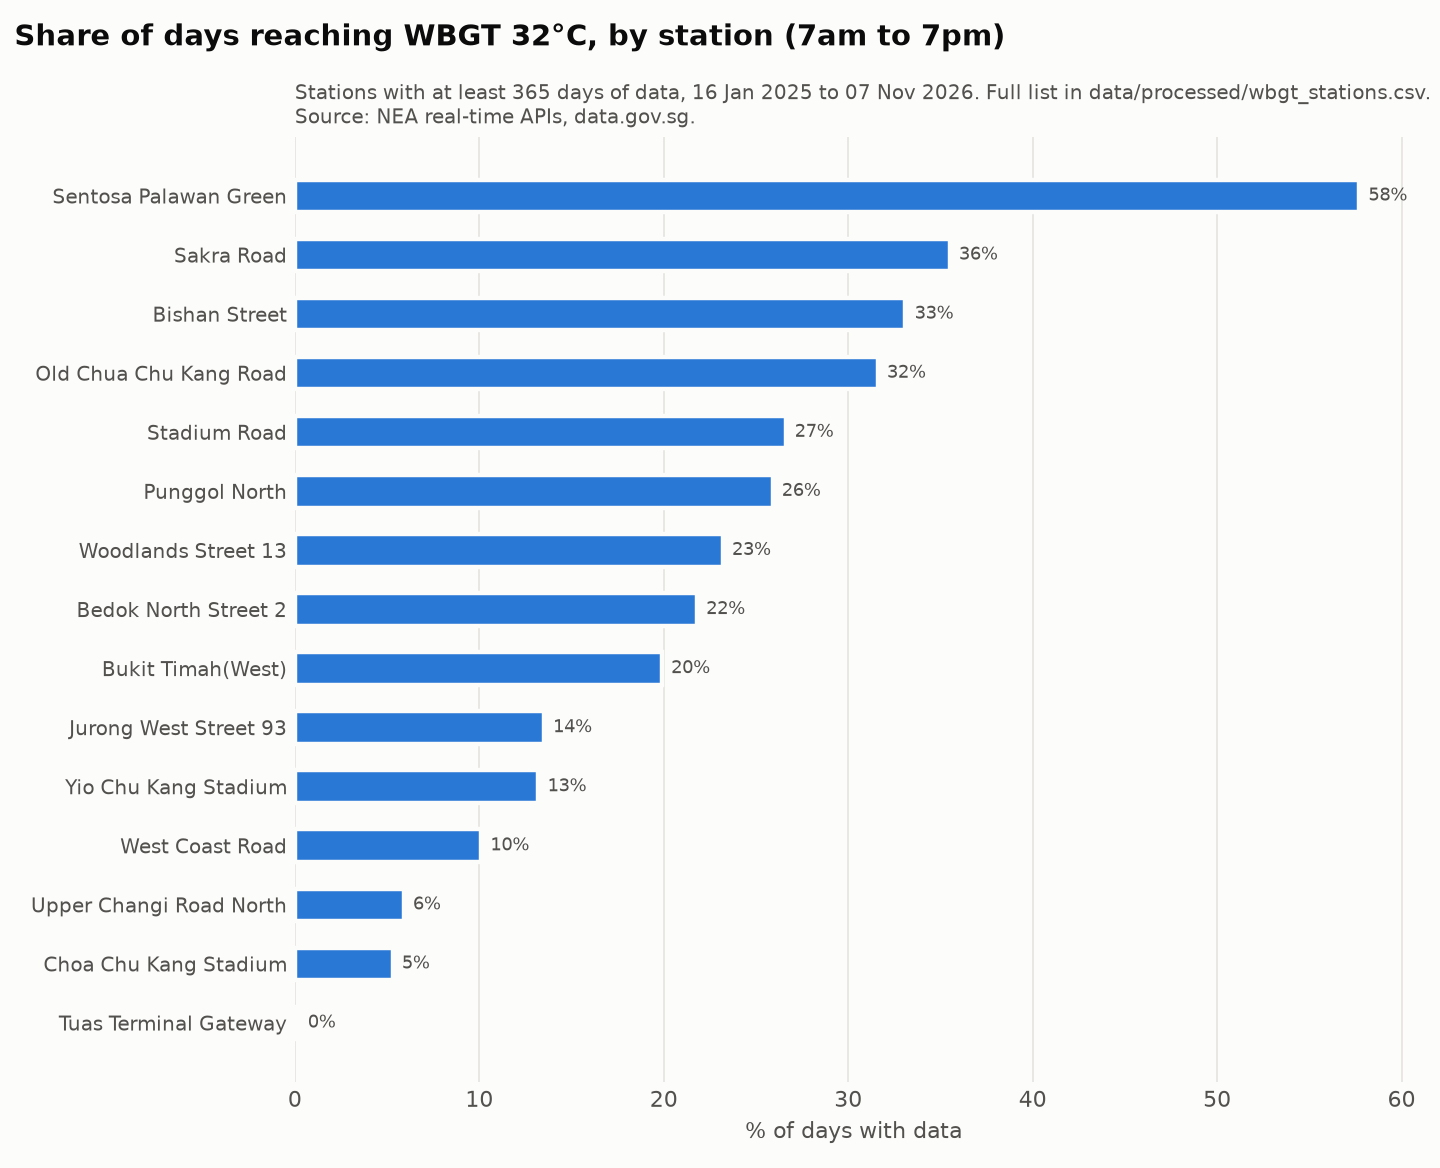 Share of days reaching WBGT 32°C, by station (7am to 7pm)
Stations with at least 365 days of data, 16 Jan 2025 to 07 Nov 2026. Full list in data/processed/wbgt_stations.csv.
Source: NEA real-time APIs, data.gov.sg.
Sentosa Palawan Green 58%
Sakra Road 36%
Bishan Street 33%
Old Chua Chu Kang Road 32%
Stadium Road 27%
Punggol North 26%
Woodlands Street 13 23%
Bedok North Street 2 22%
Bukit Timah(West) 20%
Jurong West Street 93 14%
Yio Chu Kang Stadium 13%
West Coast Road 10%
Upper Changi Road North 6%
Choa Chu Kang Stadium 5%
Tuas Terminal Gateway 0%
0 10 20 30 40 50 60
% of days with data